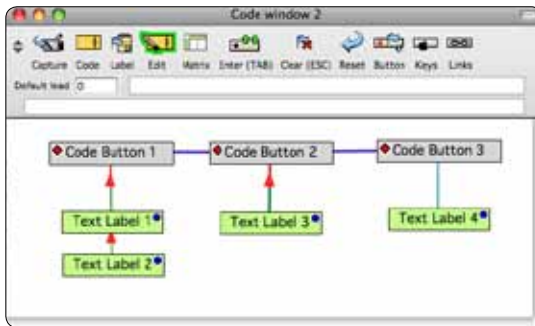 Code window 2
Capture Code Label Edit Matrix Enter (TAB) Clear (ESC) Reset Button Keys Links
Default lead 0
Code Button 1 Code Button 2 Code Button 3
Text Label 1 Text Label 3 Text Label 4
Text Label 2